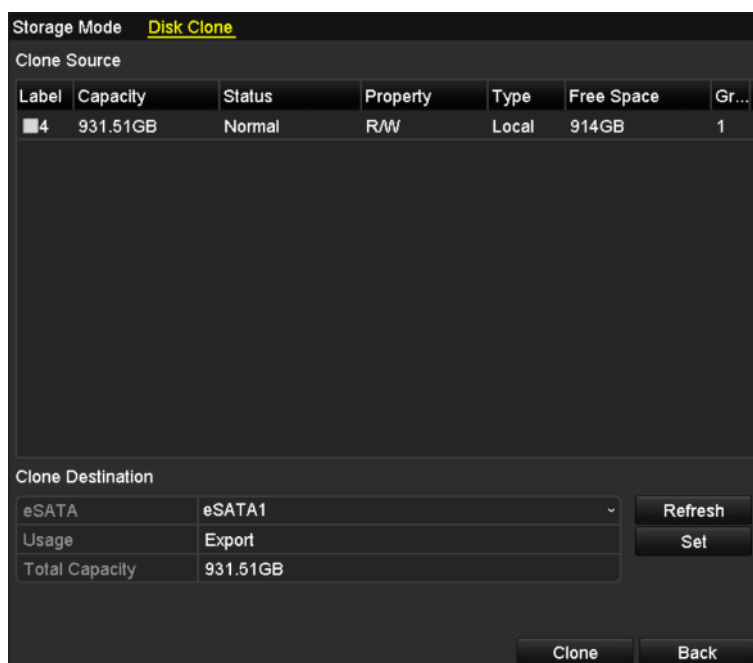 Storage Mode Disk Clone
Clone Source
Label Capacity Status Property Type Free Space Gr...
4 931.51GB Normal R/W Local 914GB 1
Clone Destination
eSATA eSATA1 Refresh
Usage Export Set
Total Capacity 931.51GB
Clone Back